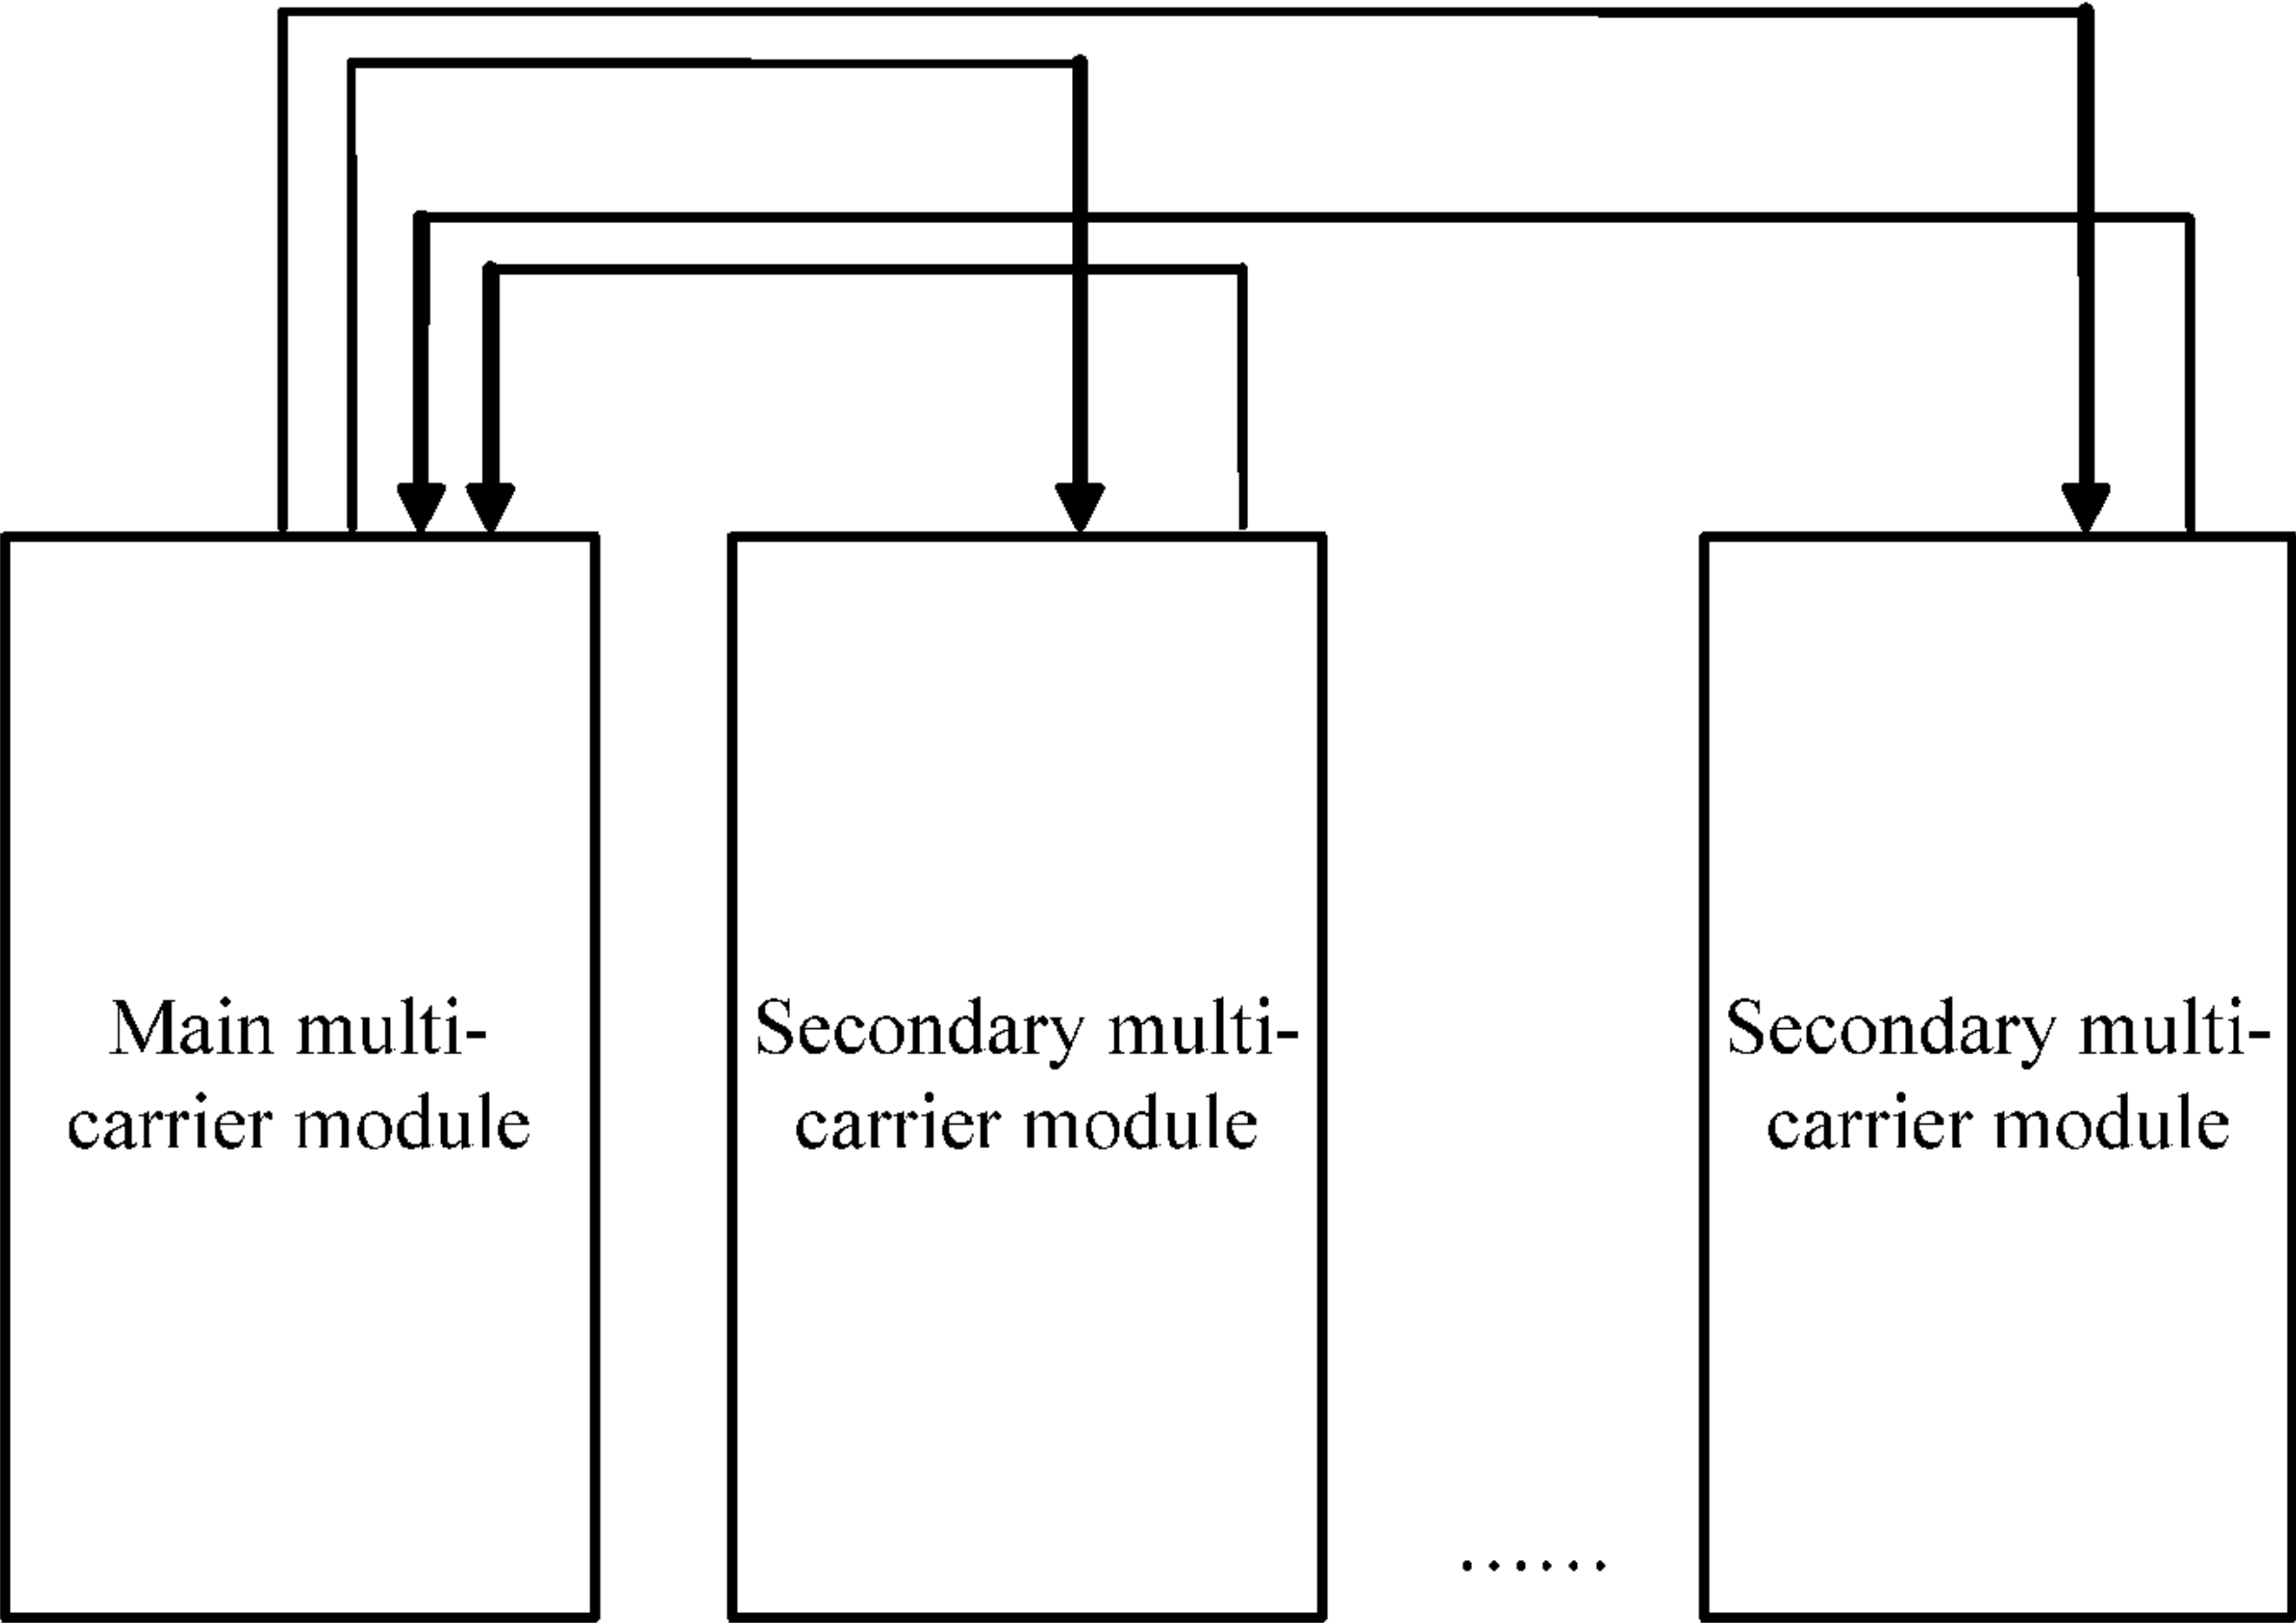 Main multi-
carrier module
Secondary multi-
carrier module
......
Secondary multi-
carrier module